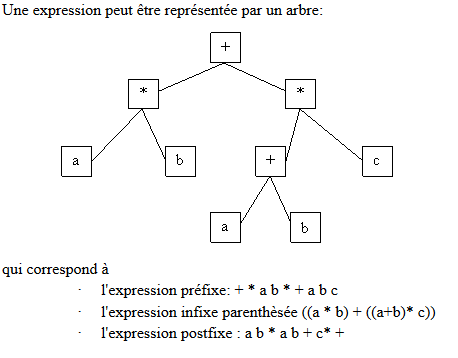 Une expression peut être représentée par un arbre:
+
* *
a b + c
a b
qui correspond à
· l'expression préfixe: + * a b * + a b c
· l'expression infixe parenthèsée ((a * b) + ((a+b)* c))
· l'expression postfixe : a b * a b + c* +